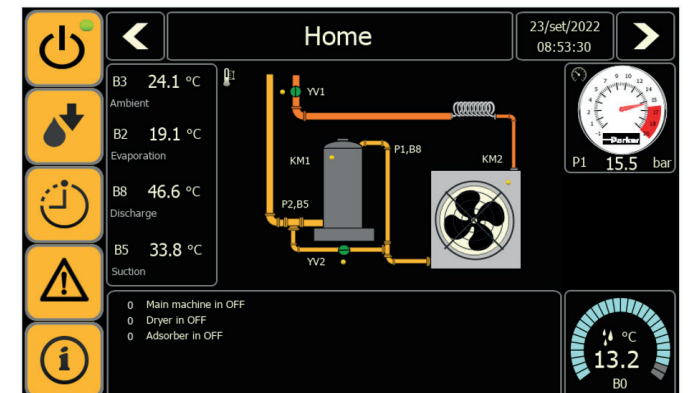 Home
23/set/2022
08:53:30
B3 24.1 °C
Ambient
B2 19.1 °C
Evaporation
B8 46.6 °C
Discharge
B5 33.8 °C
Suction
YV1
KM1
P1,B8
KM2
P2,B5
YV2
Parker
P1 15.5 bar
0 Main machine in OFF
0 Dryer in OFF
0 Adsorber in OFF
°C
13.2
B0